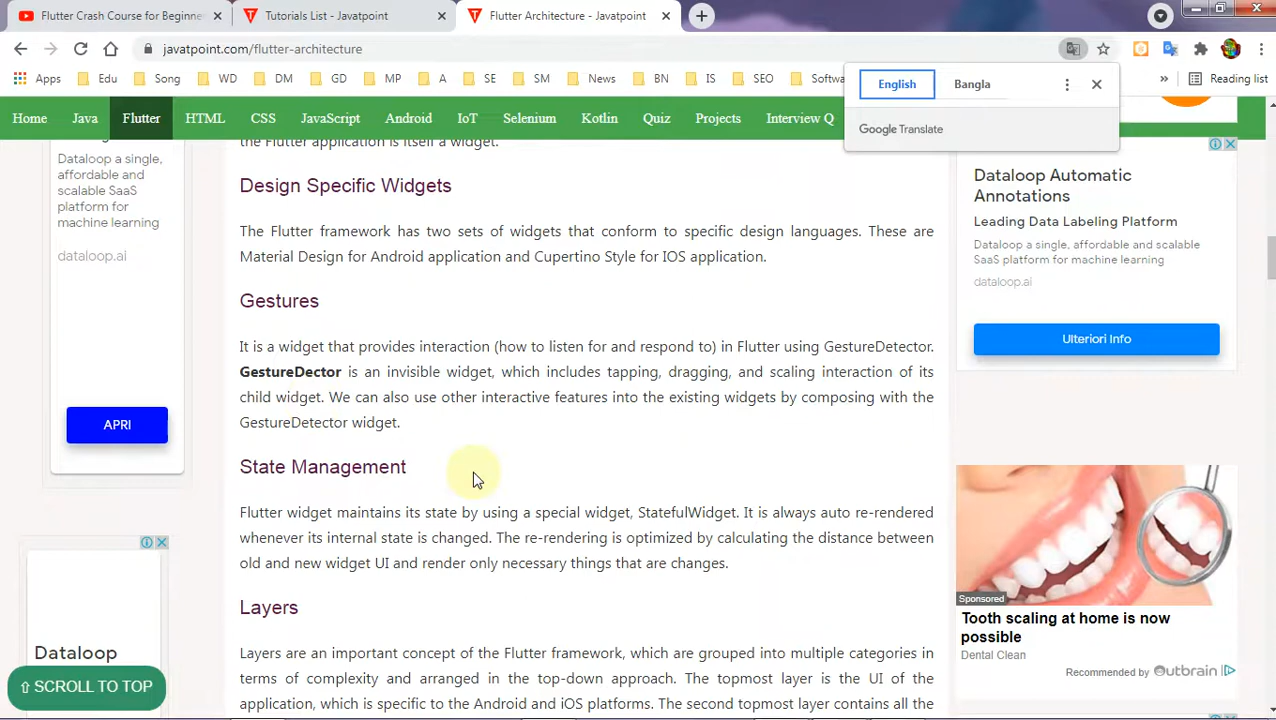 Flutter Crash Course for Beginne
Tutorials List - Javatpoint
Flutter Architecture - Javatpoint
javatpoint.com/flutter-architecture
Apps
Edu
Song
WD
DM
GD
MP
A
SE
SM
News
BN
IS
SEO
Softwa
»
Reading list
English
Bangla
Google Translate
Home
Java
Flutter
HTML
CSS
JavaScript
Android
IoT
Selenium
Kotlin
Quiz
Projects
Interview Q
Dataloop a single,
affordable and
scalable SaaS
platform for
machine learning
dataloop.ai
APRI
Dataloop
⇧ SCROLL TO TOP
the Flutter application is itself a widget.
Design Specific Widgets
The Flutter framework has two sets of widgets that conform to specific design languages. These are
Material Design for Android application and Cupertino Style for IOS application.
Gestures
It is a widget that provides interaction (how to listen for and respond to) in Flutter using GestureDetector.
GestureDector is an invisible widget, which includes tapping, dragging, and scaling interaction of its
child widget. We can also use other interactive features into the existing widgets by composing with the
GestureDetector widget.
State Management
Flutter widget maintains its state by using a special widget, StatefulWidget. It is always auto re-rendered
whenever its internal state is changed. The re-rendering is optimized by calculating the distance between
old and new widget UI and render only necessary things that are changes.
Layers
Layers are an important concept of the Flutter framework, which are grouped into multiple categories in
terms of complexity and arranged in the top-down approach. The topmost layer is the UI of the
application, which is specific to the Android and iOS platforms. The second topmost layer contains all the
Dataloop Automatic
Annotations
Leading Data Labeling Platform
Dataloop a single, affordable and scalable
SaaS platform for machine learning
dataloop.ai
Ulteriori Info
Sponsored
Tooth scaling at home is now
possible
Dental Clean
Recommended by Outbrain